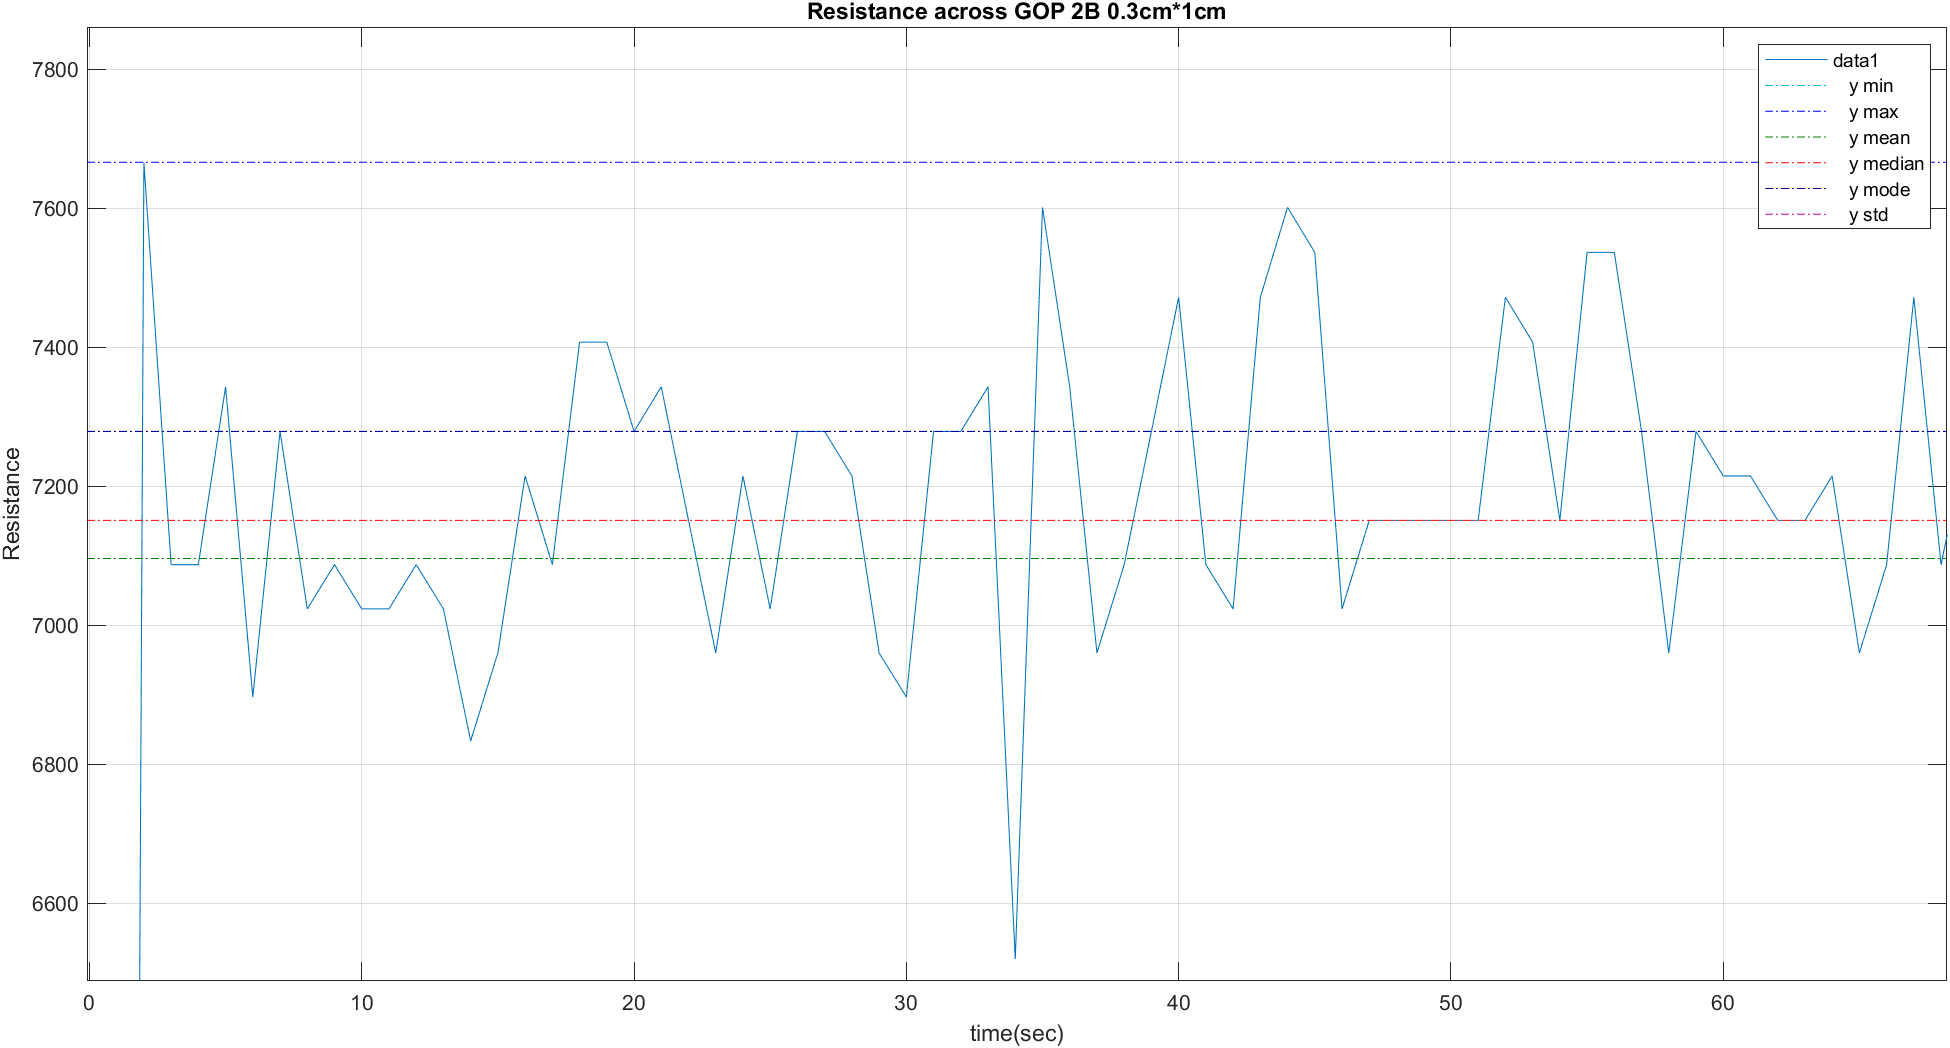 Resistance across GOP 2B 0.3cm*1cm
data1
y min
y max
y mean
y median
y mode
y std
7800
7600
7400
7200
7000
6800
6600
Resistance
0 10 20 30 40 50 60
time(sec)